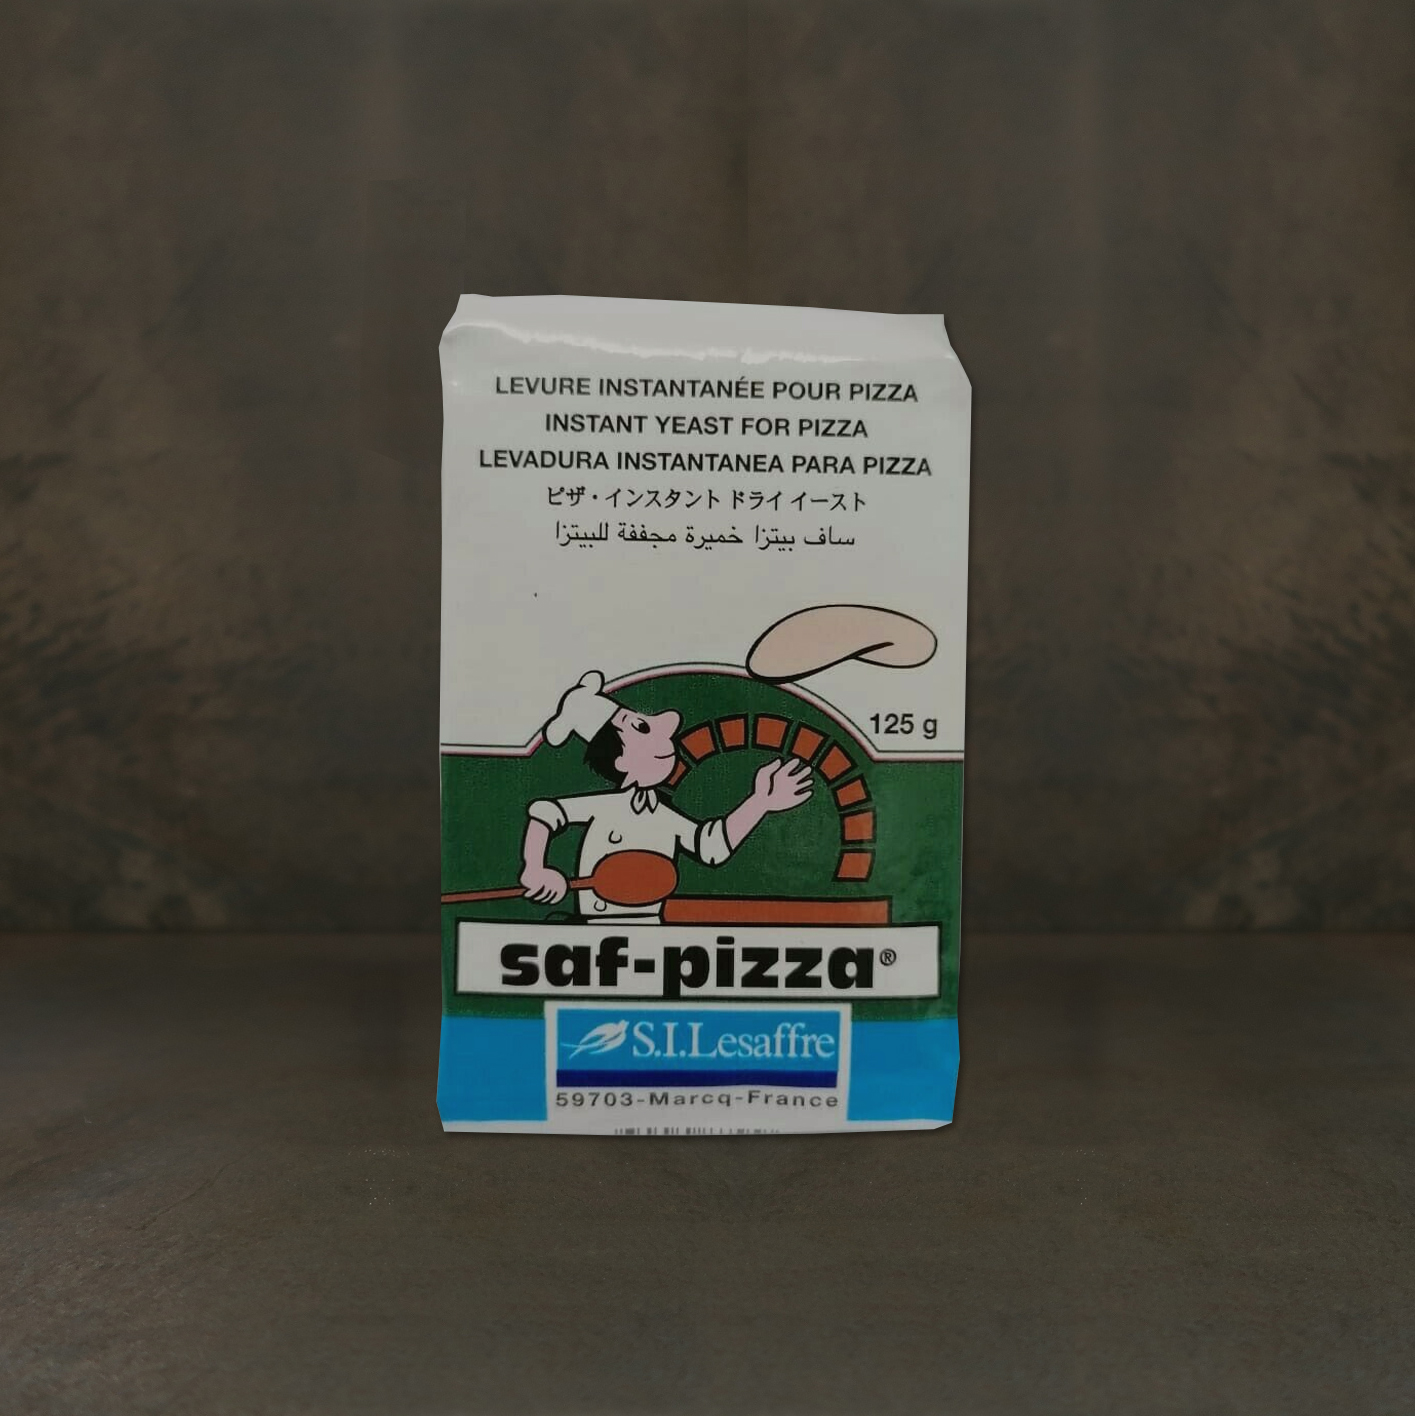 LEVURE INSTANTANÉE POUR PIZZA
INSTANT YEAST FOR PIZZA
LEVADURA INSTANTANEA PARA PIZZA
ピザ・インスタント ドライ イースト
ساف بيتزا خميرة مجففة للبيتزا
125 g
saf-pizza®
S.I.Lesaffre
59703-Marcq-France